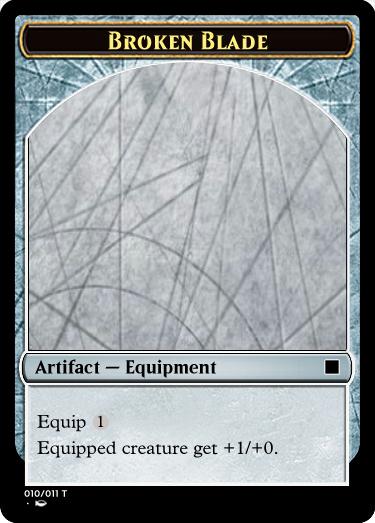 BROKEN BLADE
Artifact — Equipment
Equip 1
Equipped creature get +1/+0.
010/011 T